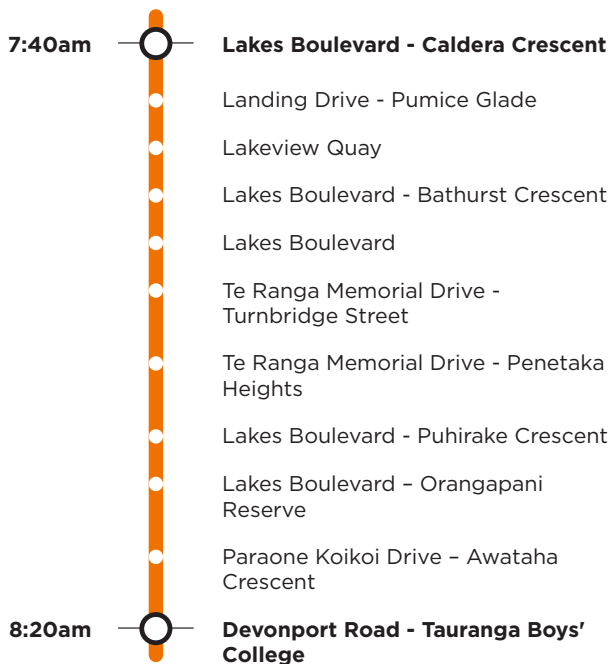 7:40am Lakes Boulevard - Caldera Crescent
Landing Drive - Pumice Glade
Lakeview Quay
Lakes Boulevard - Bathurst Crescent
Lakes Boulevard
Te Ranga Memorial Drive -
Turnbridge Street
Te Ranga Memorial Drive - Penetaka
Heights
Lakes Boulevard - Puhirake Crescent
Lakes Boulevard – Orangapani
Reserve
Paraone Koikoi Drive – Awataha
Crescent
8:20am Devonport Road - Tauranga Boys'
College